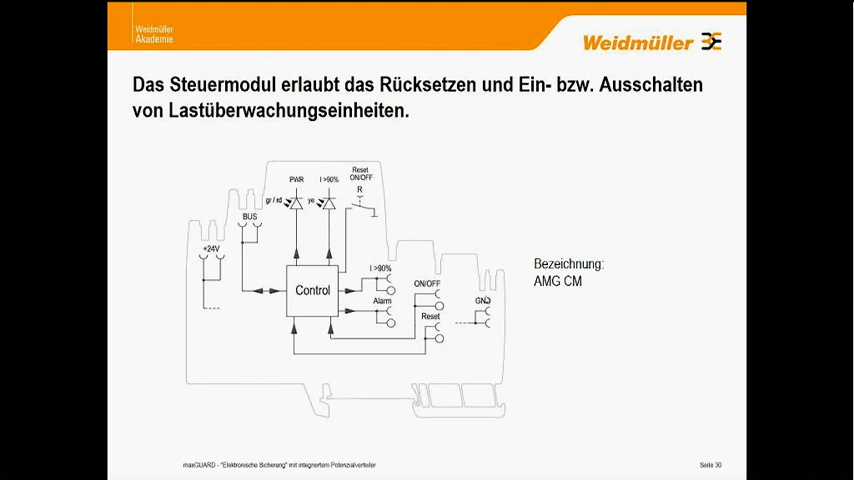 Weidmüller
Akademie
Weidmüller
Das Steuermodul erlaubt das Rücksetzen und Ein- bzw. Ausschalten
von Lastüberwachungseinheiten.
PWR
I >90%
Reset
ON/OFF
R
gr / rd
ye
BUS
+24V
Control
I >90%
Alarm
ON/OFF
Reset
GND
Bezeichnung:
AMG CM
maxGUARD - "Elektronische Sicherung" mit integriertem Potenzialverteiler
Seite 30